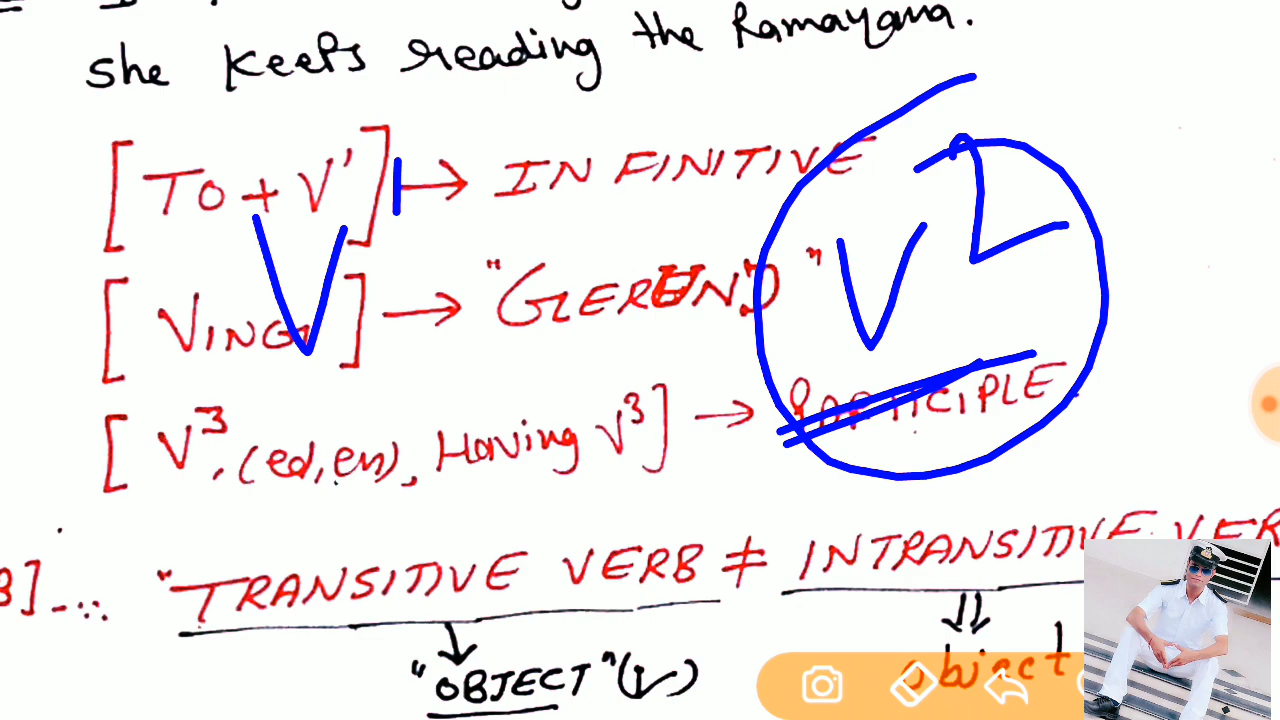 she keeps reading the Ramayana.
[TO + V'] → INFINITIVE
V
[VING] → "GERUND"
V2
[V3, (ed, en), Having V3] → PARTICIPLE
B] "TRANSITIVE VERB ≠ INTRANSITIVE VER
"OBJECT" (✓) object